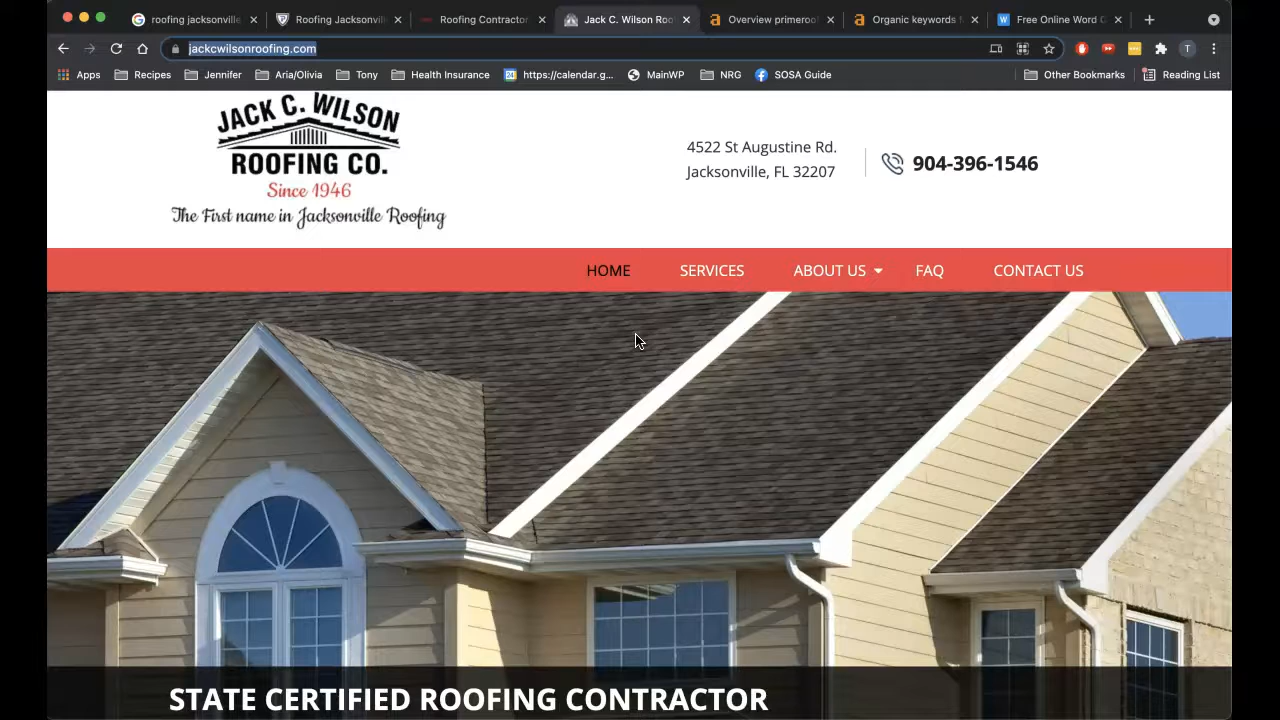 roofing jacksonville
Roofing Jacksonvill
Roofing Contractor
Jack C. Wilson Roo
Overview primeroof
Organic keywords f
Free Online Word C
jackcwilsonroofing.com
T
Apps
Recipes
Jennifer
Aria/Olivia
Tony
Health Insurance
https://calendar.g...
MainWP
NRG
SOSA Guide
Other Bookmarks
Reading List
JACK C. WILSON
ROOFING CO.
Since 1946
The First name in Jacksonville Roofing
4522 St Augustine Rd.
Jacksonville, FL 32207
904-396-1546
HOME
SERVICES
ABOUT US
FAQ
CONTACT US
STATE CERTIFIED ROOFING CONTRACTOR